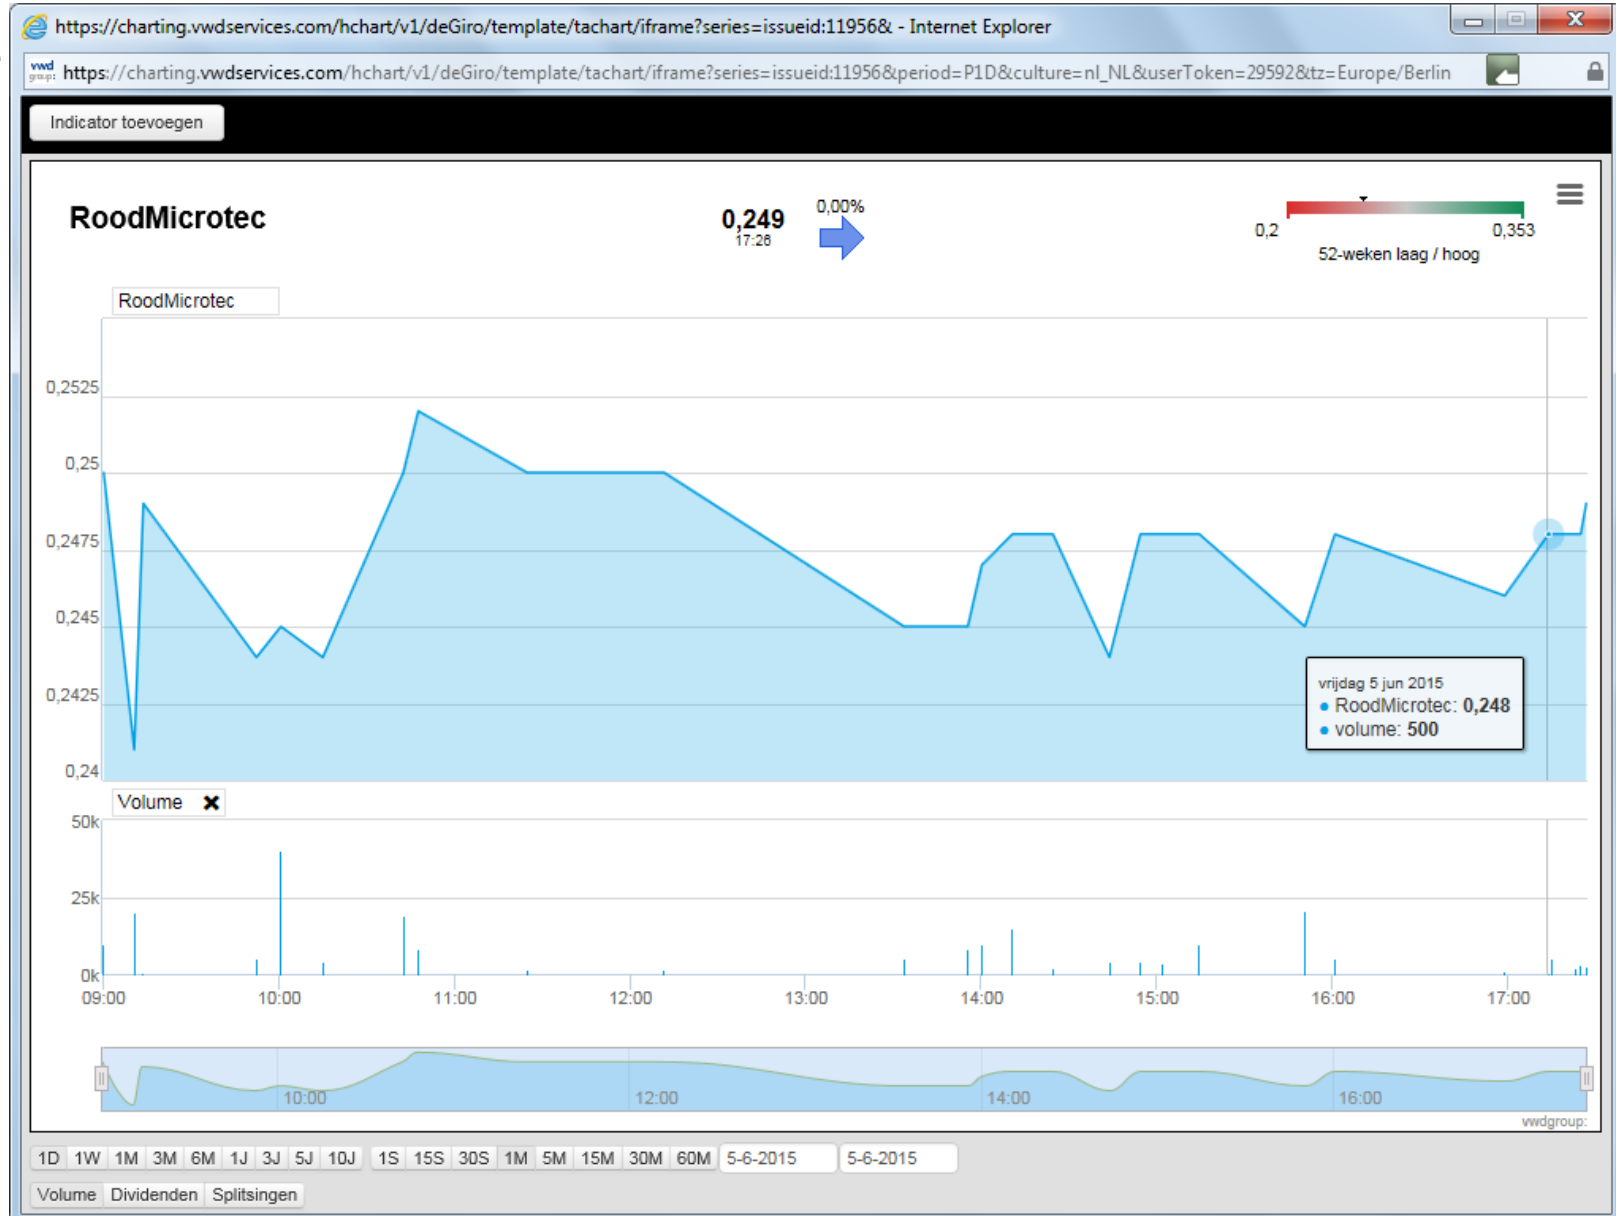 https://charting.vwdservices.com/hchart/v1/deGiro/template/tachart/iframe?series=issueid:11956& - Internet Explorer
vwd group: https://charting.vwdservices.com/hchart/v1/deGiro/template/tachart/iframe?series=issueid:11956&period=P1D&culture=nl_NL&userToken=29592&tz=Europe/Berlin
Indicator toevoegen
RoodMicrotec
0,249
17:26
0,00%
0,2
0,353
52-weken laag / hoog
RoodMicrotec
0,2525
0,25
0,2475
0,245
0,2425
0,24
vrijdag 5 jun 2015
● RoodMicrotec: 0,248
● volume: 500
Volume ✖
50k
25k
0k
09:00 10:00 11:00 12:00 13:00 14:00 15:00 16:00 17:00
10:00 12:00 14:00 16:00
vwdgroup:
1D 1W 1M 3M 6M 1J 3J 5J 10J 1S 15S 30S 1M 5M 15M 30M 60M 5-6-2015 5-6-2015
Volume Dividenden Splitsingen